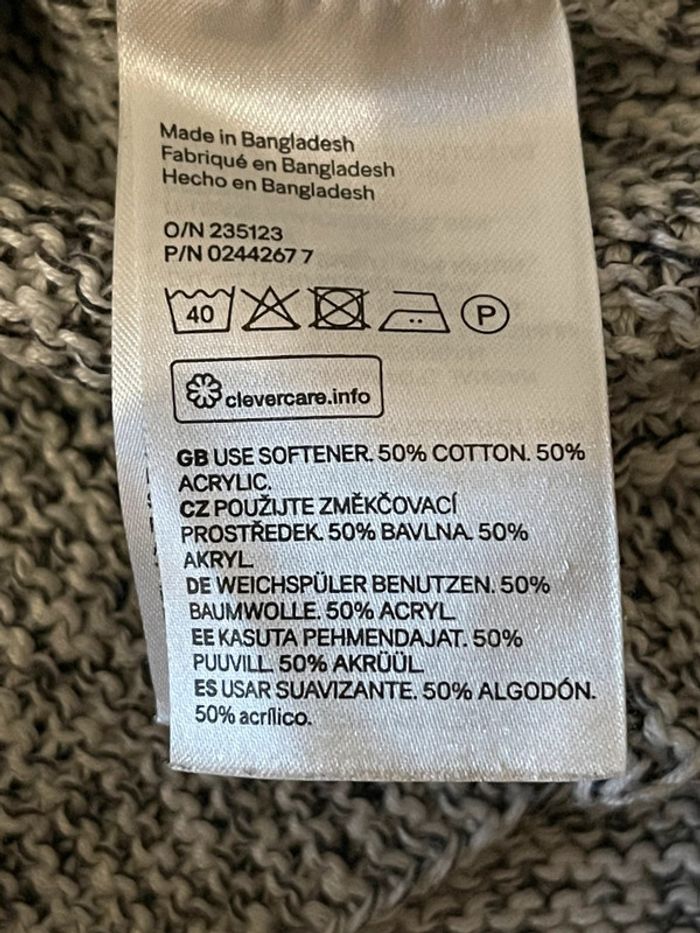 Made in Bangladesh
Fabriqué en Bangladesh
Hecho en Bangladesh
O/N 235123
P/N 0244267 7
40
P
clevercare.info
GB USE SOFTENER. 50% COTTON. 50%
ACRYLIC.
CZ POUŽIJTE ZMĚKČOVACÍ
PROSTŘEDEK. 50% BAVLNA. 50%
AKRYL
DE WEICHSPÜLER BENUTZEN. 50%
BAUMWOLLE. 50% ACRYL
EE KASUTA PEHMENDAJAT. 50%
PUUVILL. 50% AKRÜÜL
ES USAR SUAVIZANTE. 50% ALGODÓN.
50% acrílico.